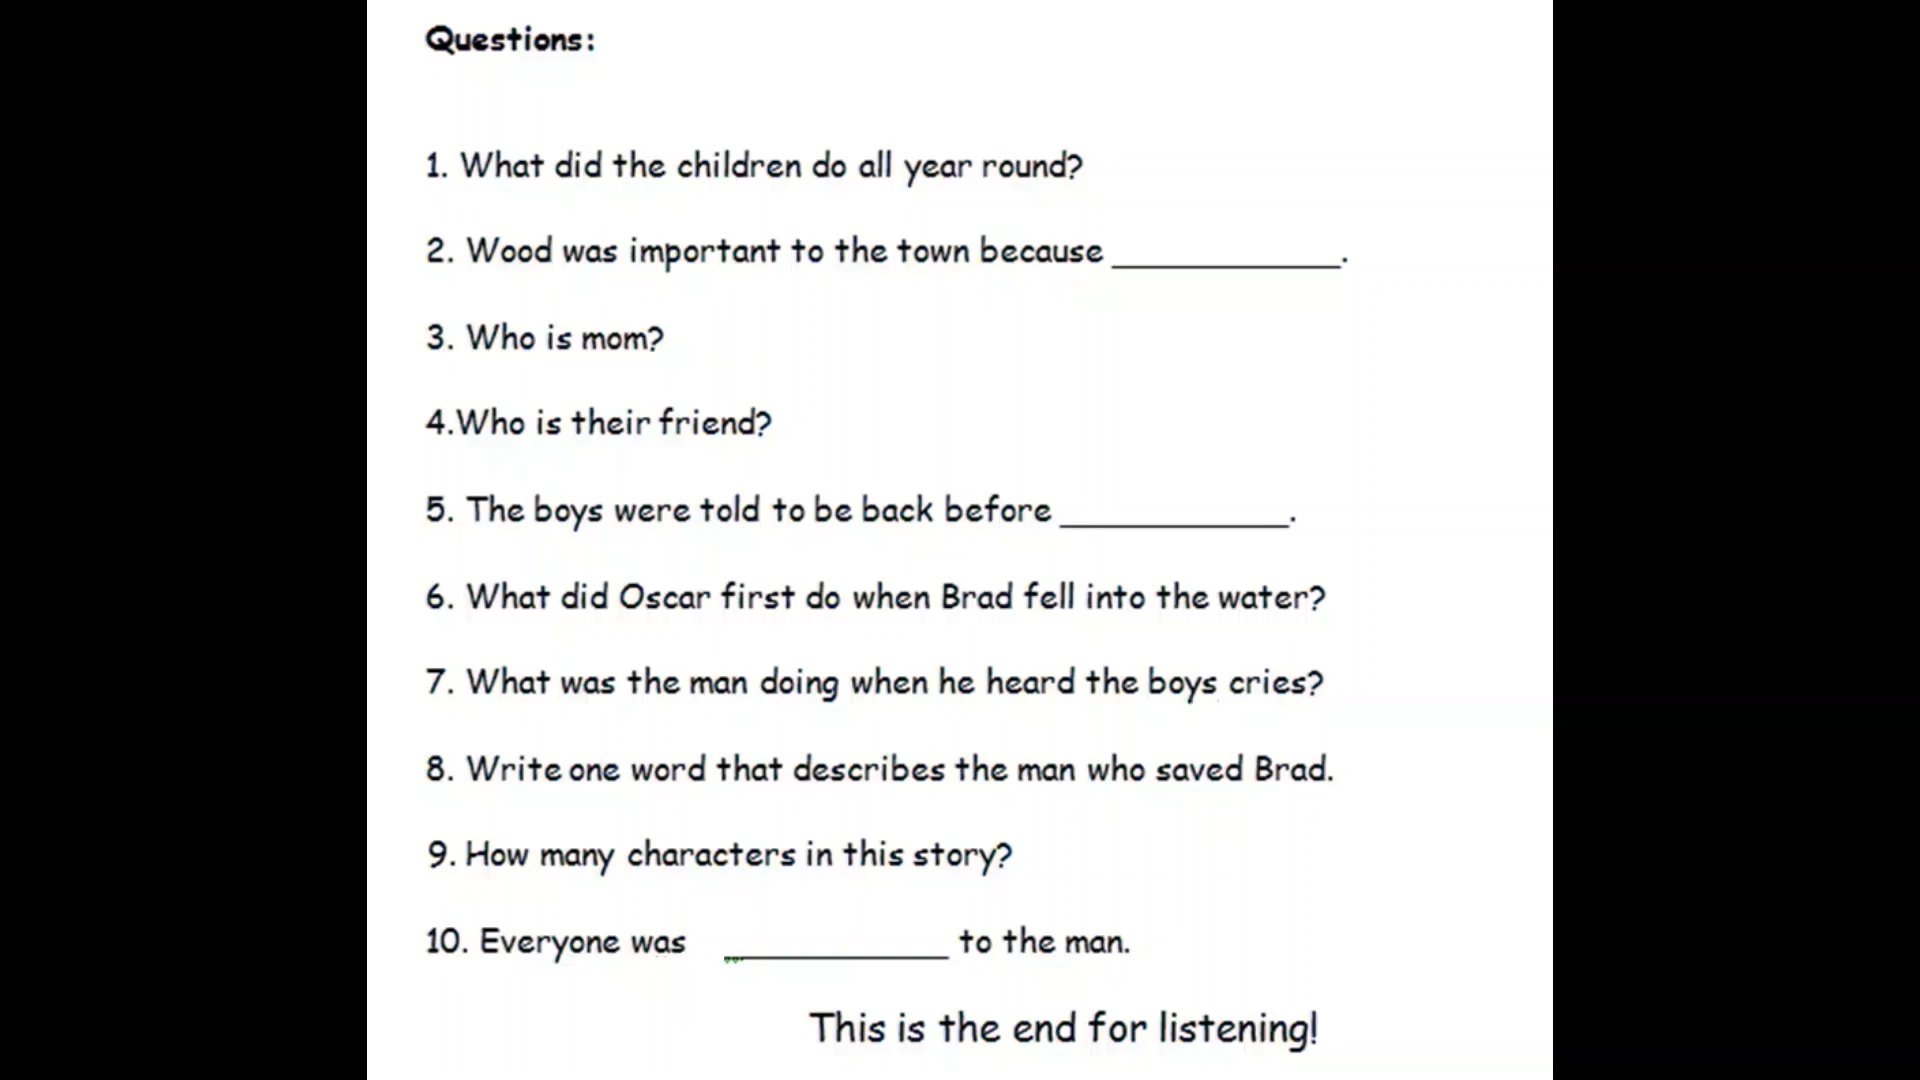 Questions:
1. What did the children do all year round?
2. Wood was important to the town because ____________.
3. Who is mom?
4.Who is their friend?
5. The boys were told to be back before ____________.
6. What did Oscar first do when Brad fell into the water?
7. What was the man doing when he heard the boys cries?
8. Write one word that describes the man who saved Brad.
9. How many characters in this story?
10. Everyone was ____________ to the man.
This is the end for listening!